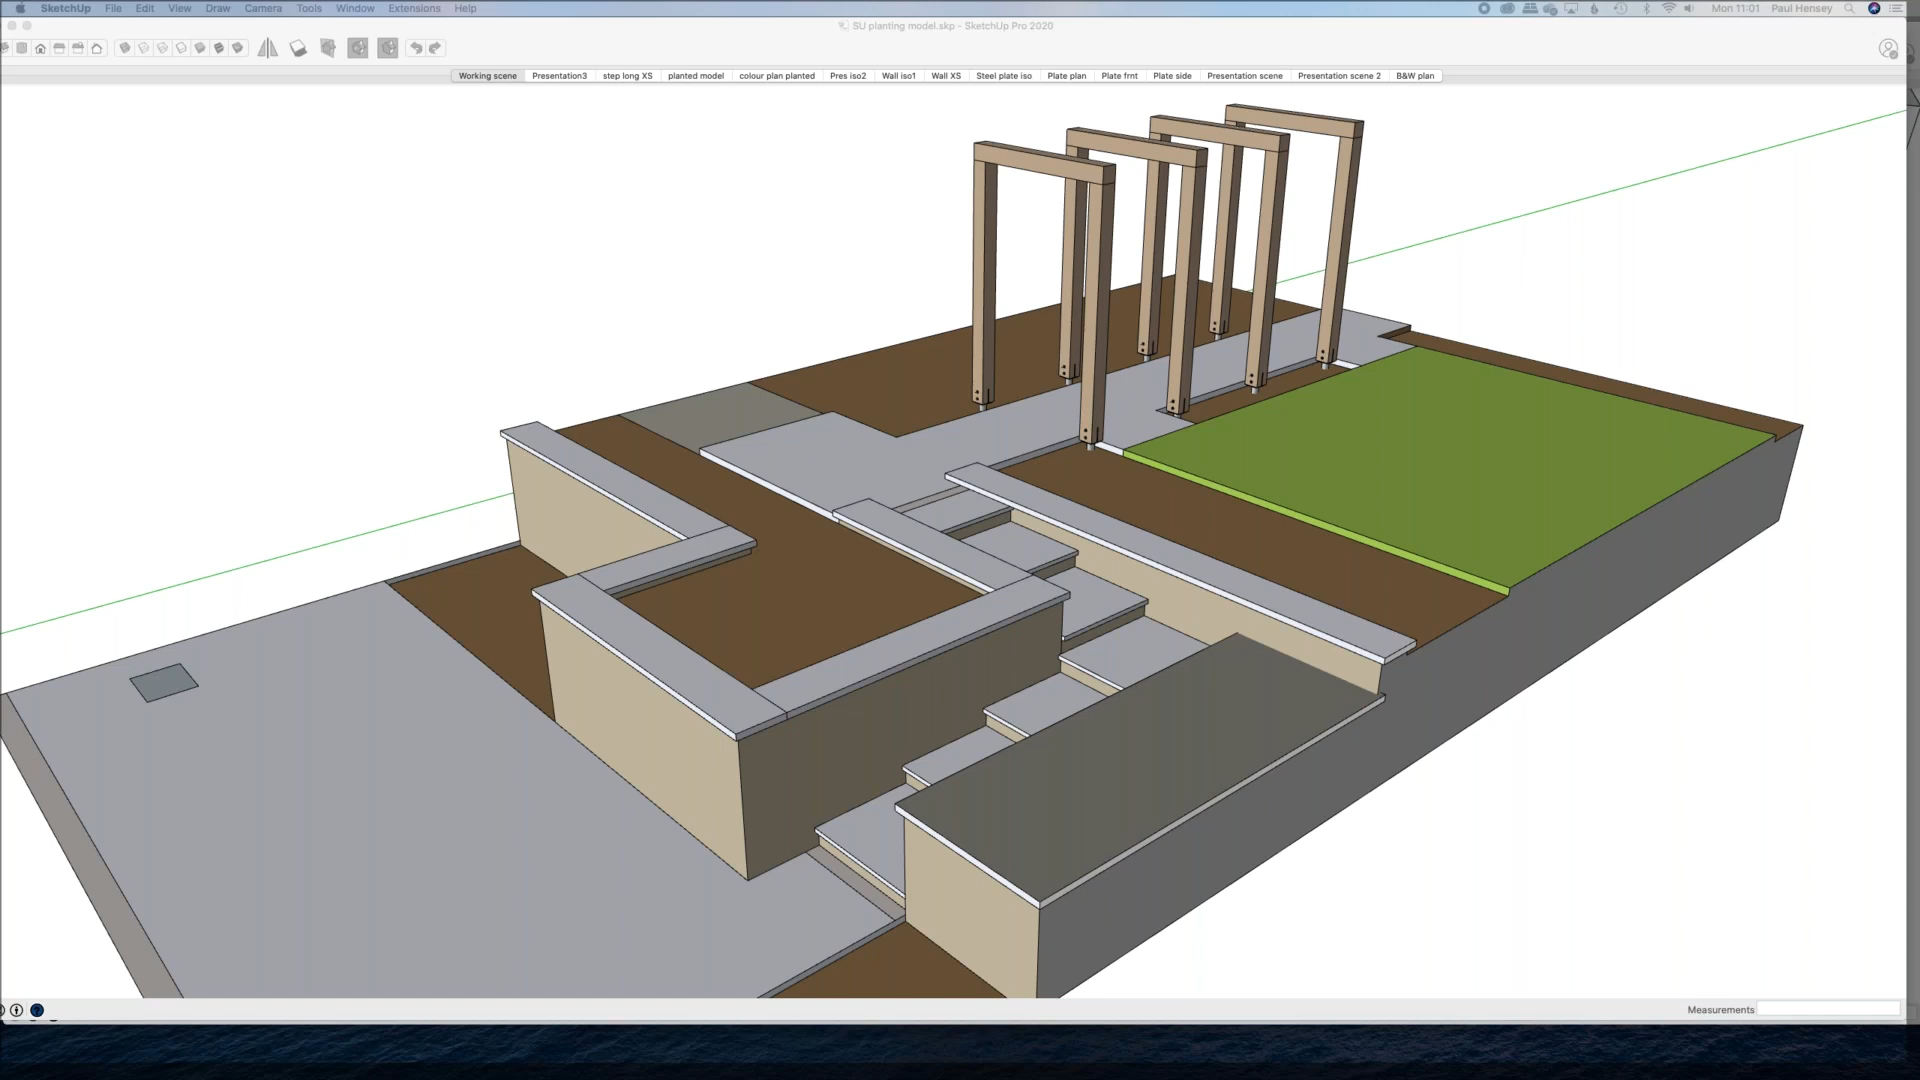 SketchUp File Edit View Draw Camera Tools Window Extensions Help Mon 11:01 Paul Hensey
SU planting model.skp - SketchUp Pro 2020
Working scene Presentation3 step long XS planted model colour plan planted Pres iso2 Wall iso1 Wall XS Steel plate iso Plate plan Plate frnt Plate side Presentation scene Presentation scene 2 B&W plan
Measurements